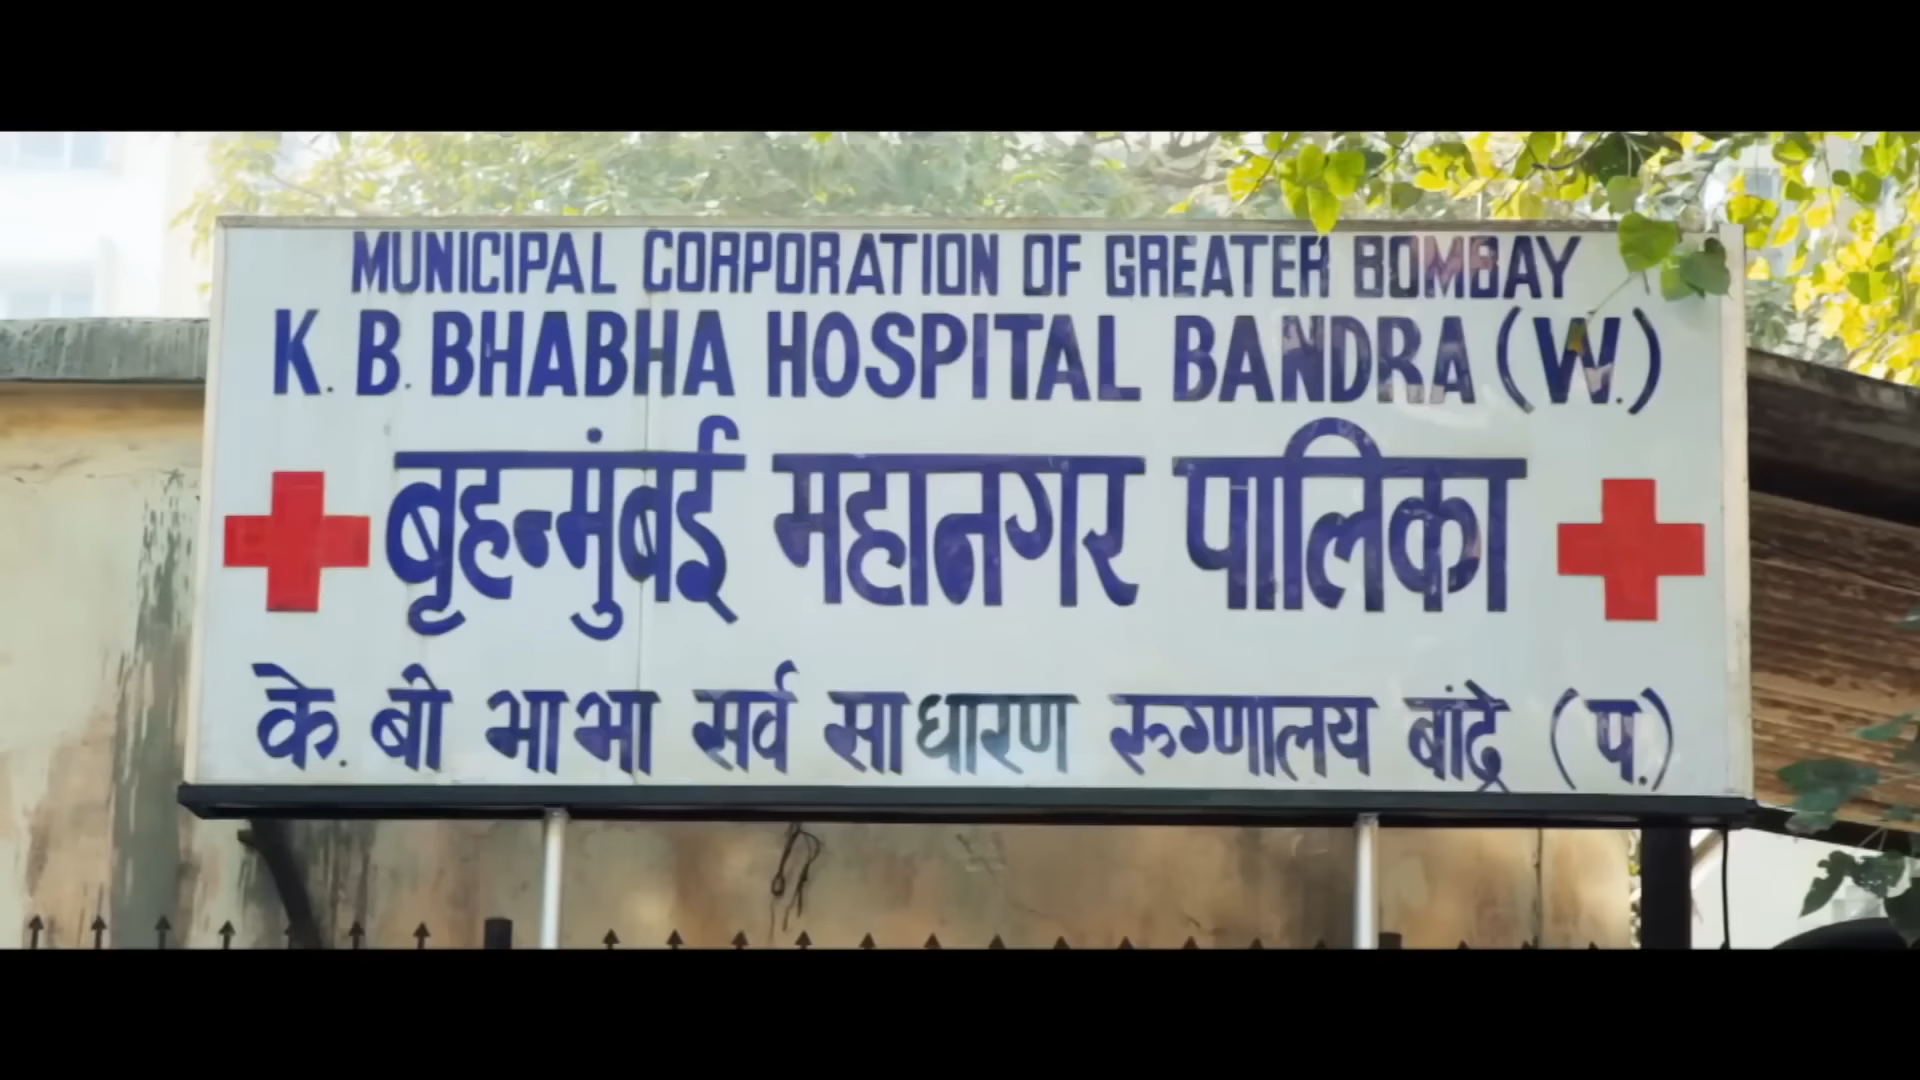 MUNICIPAL CORPORATION OF GREATER BOMBAY
K. B. BHABHA HOSPITAL BANDRA (W.)
बृहन्मुंबई महानगर पालिका
के. बी भाभा सर्व साधारण रुग्णालय बांद्रे (प.)